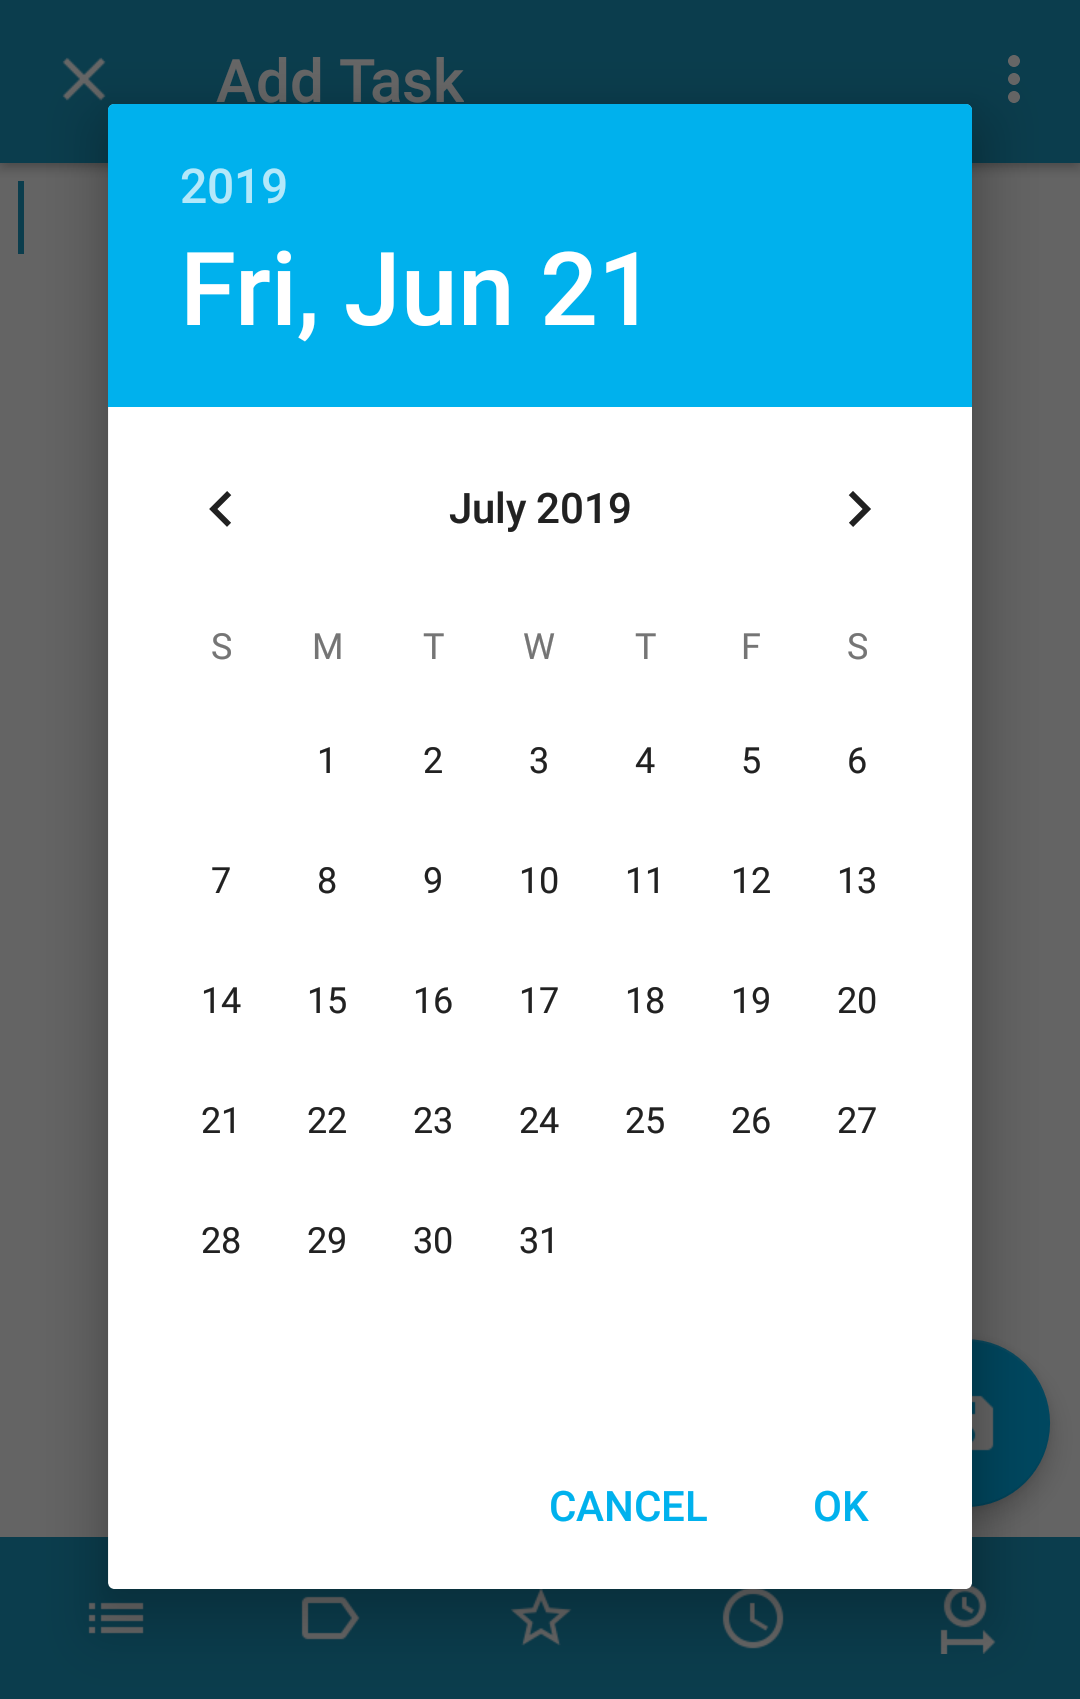 Add Task
2019
Fri, Jun 21
July 2019
S M T W T F S
1 2 3 4 5 6
7 8 9 10 11 12 13
14 15 16 17 18 19 20
21 22 23 24 25 26 27
28 29 30 31
CANCEL OK